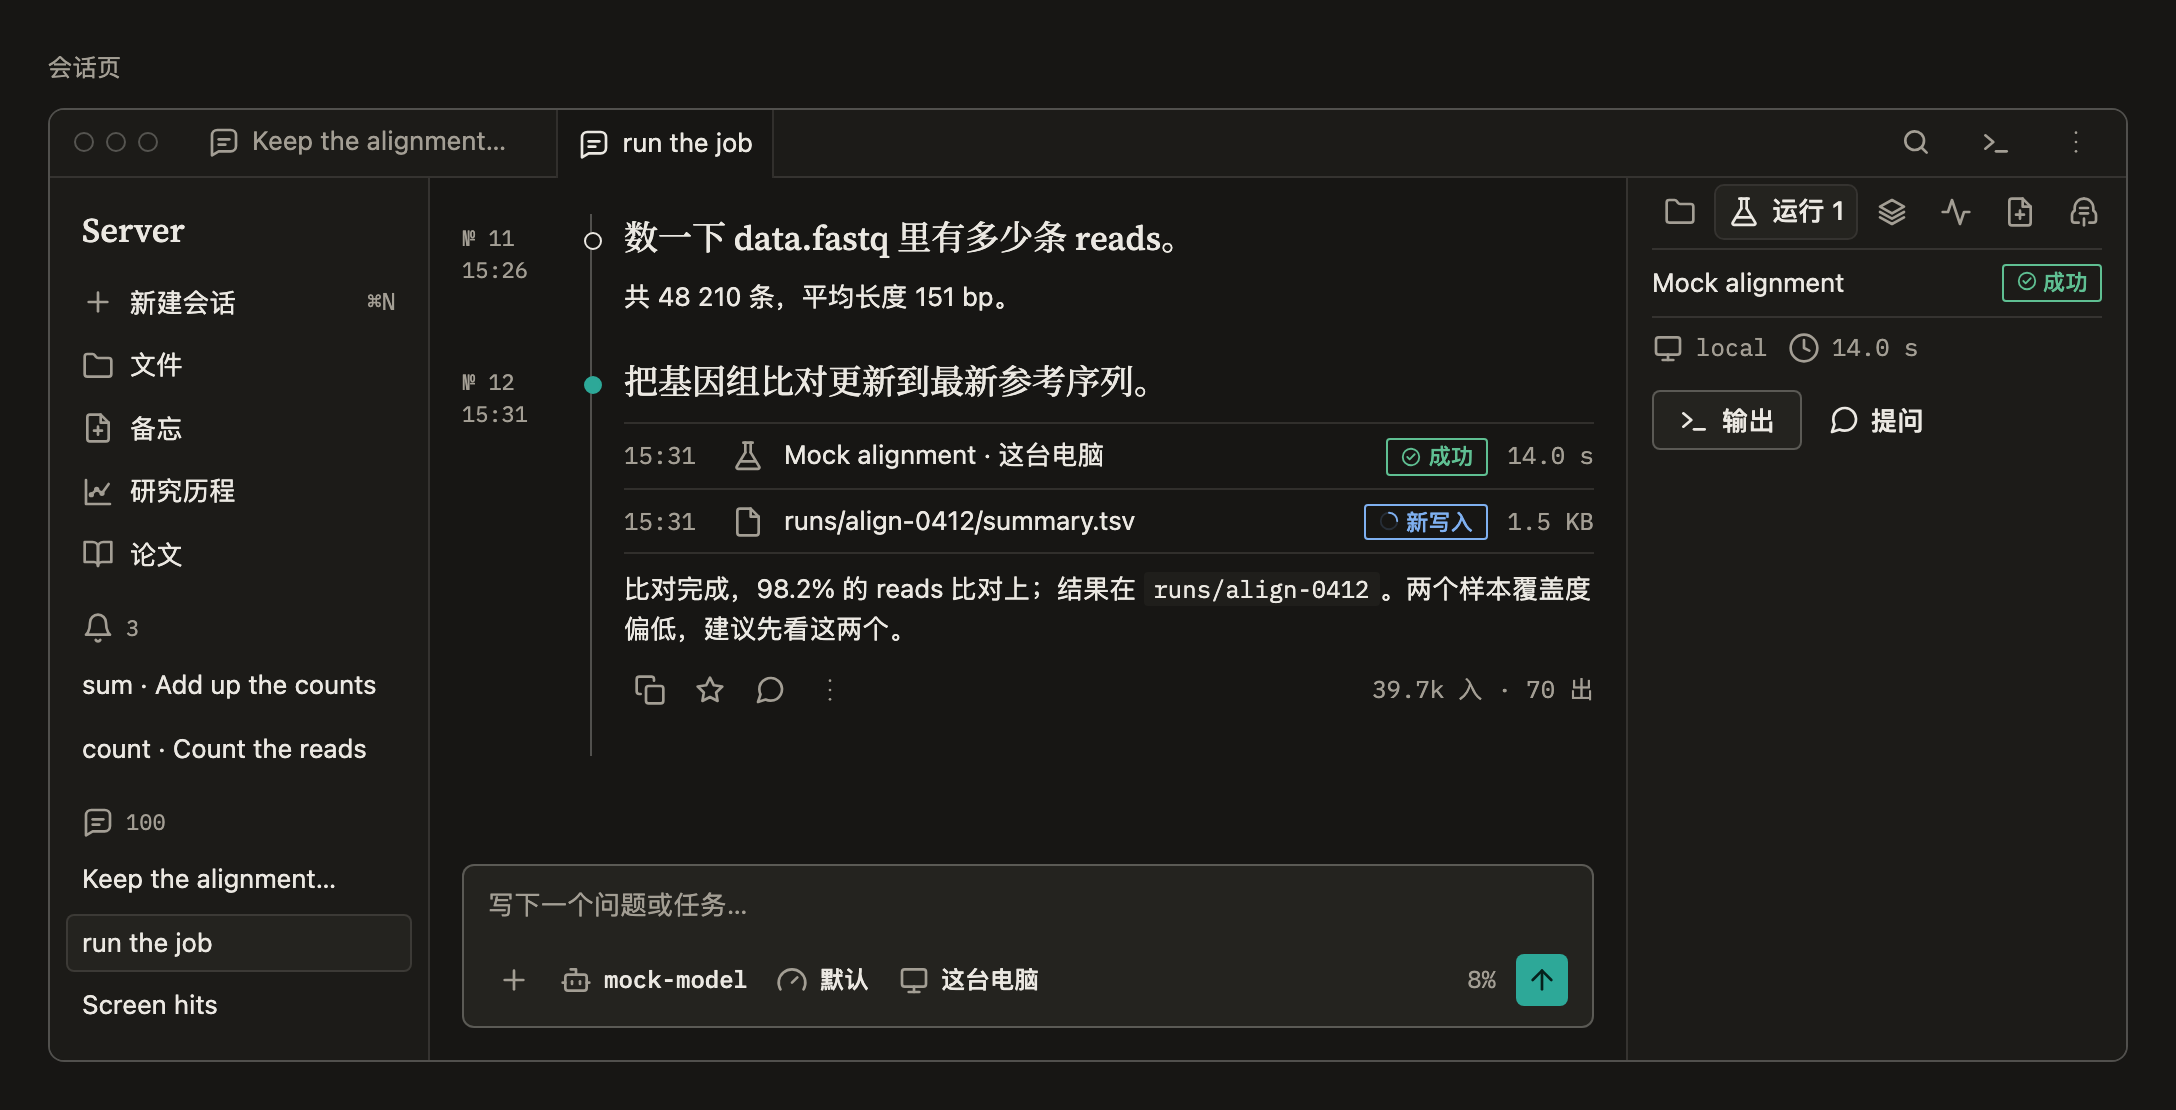 会话页
Keep the alignment...
run the job
Server
新建会话 ⌘N
文件
备忘
研究历程
论文
3
sum · Add up the counts
count · Count the reads
100
Keep the alignment...
run the job
Screen hits
№ 11
15:26
数一下 data.fastq 里有多少条 reads。
共 48 210 条，平均长度 151 bp。
№ 12
15:31
把基因组比对更新到最新参考序列。
15:31 Mock alignment · 这台电脑 成功 14.0 s
15:31 runs/align-0412/summary.tsv 新写入 1.5 KB
比对完成，98.2% 的 reads 比对上；结果在 runs/align-0412。两个样本覆盖度
偏低，建议先看这两个。
39.7k 入 · 70 出
写下一个问题或任务...
mock-model 默认 这台电脑 8%
运行 1
Mock alignment 成功
local 14.0 s
输出 提问